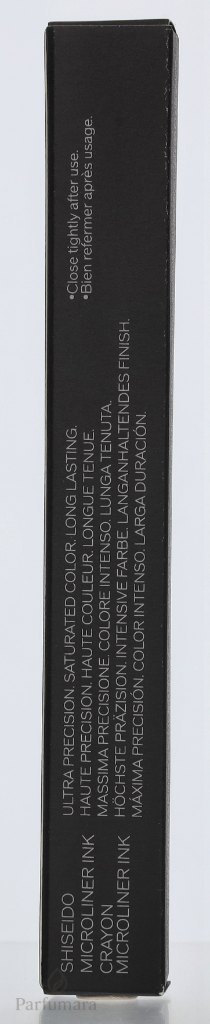 SHISEIDO
MICROLINER INK
CRAYON
MICROLINER INK
ULTRA PRECISION. SATURATED COLOR. LONG LASTING.
HAUTE PRECISION. HAUTE COULEUR. LONGUE TENUE.
MASSIMA PRECISIONE. COLORE INTENSO. LUNGA TENUTA.
HÖCHSTE PRÄZISION. INTENSIVE FARBE. LANGANHALTENDES FINISH.
MÁXIMA PRECISIÓN. COLOR INTENSO. LARGA DURACIÓN.
•Close tightly after use.
•Bien refermer après usage.
Parfumara